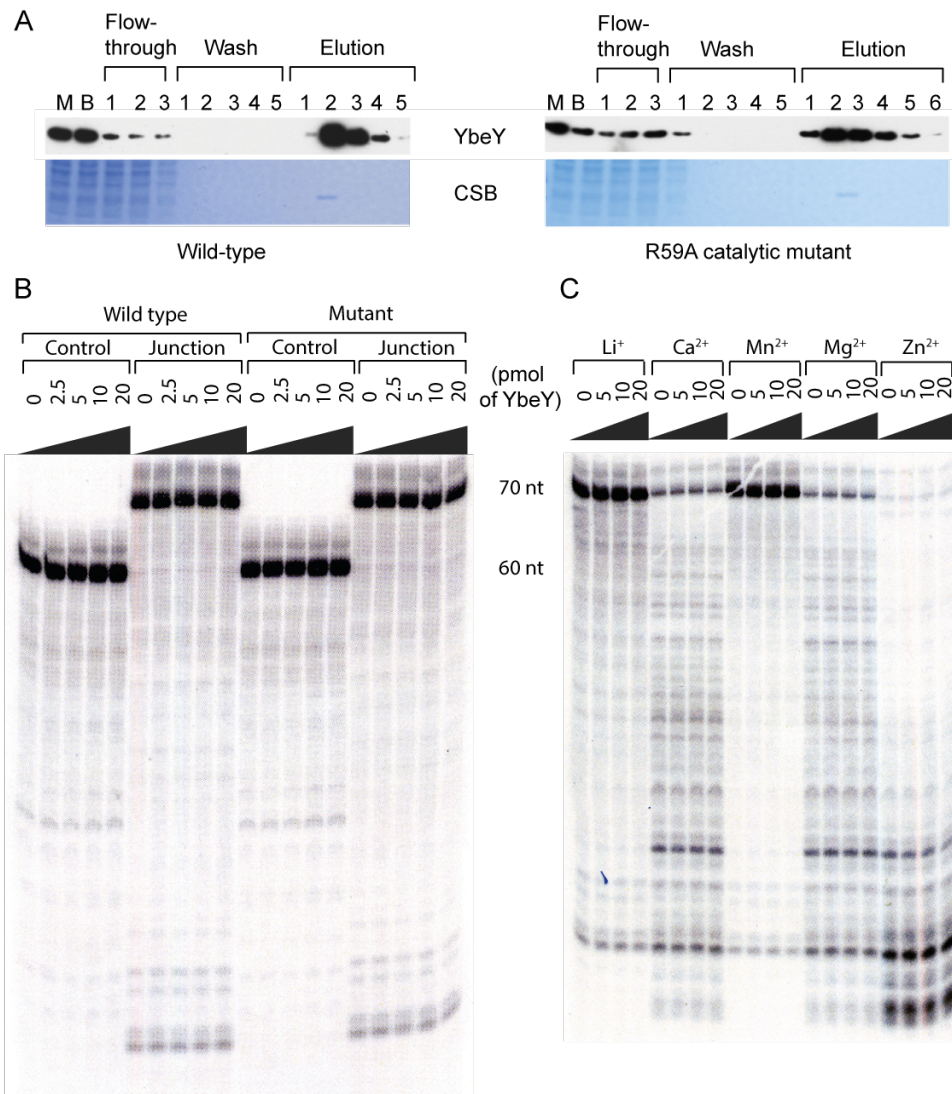 A
Flow-
through Wash Elution
M B 1 2 3 1 2 3 4 5 1 2 3 4 5
Flow-
through Wash Elution
M B 1 2 3 1 2 3 4 5 1 2 3 4 5 6
YbeY
CSB
Wild-type
R59A catalytic mutant
B
Wild type Mutant
Control Junction Control Junction
0 2.5 5 10 20 0 2.5 5 10 20 0 2.5 5 10 20 0 2.5 5 10 20
(pmol
of YbeY)
70 nt
60 nt
C
Li⁺ Ca²⁺ Mn²⁺ Mg²⁺ Zn²⁺
0 5 10 20 0 5 10 20 0 5 10 20 0 5 10 20 0 5 10 20